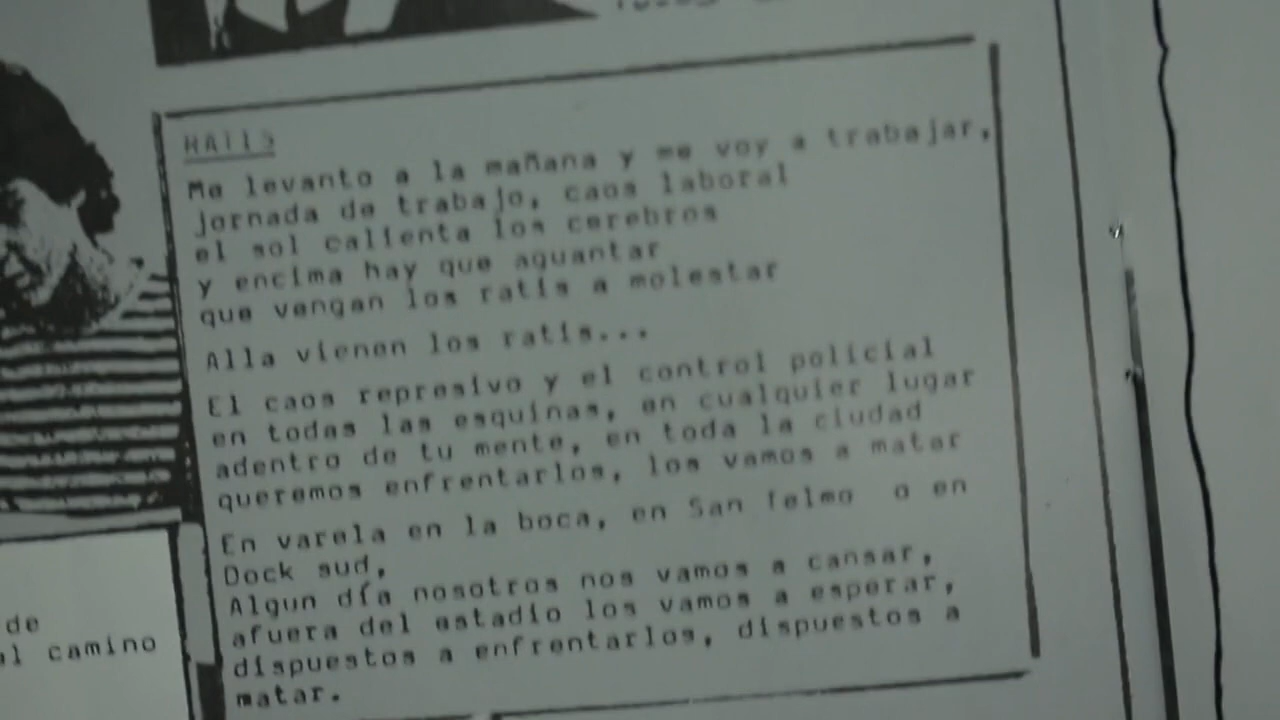 RATIS
Me levanto a la mañana y me voy a trabajar,
jornada de trabajo, caos laboral
el sol calienta los cerebros
y encima hay que aguantar
que vengan los ratis a molestar
Alla vienen los ratis...
El caos represivo y el control policial
en todas las esquinas, en cualquier lugar
adentro de tu mente, en toda la ciudad
queremos enfrentarlos, los vamos a matar
En varela en la boca, en San Telmo o en
Dock sud,
Algun día nosotros nos vamos a cansar,
afuera del estadio los vamos a esperar,
dispuestos a enfrentarlos, dispuestos a
matar.
de
al camino